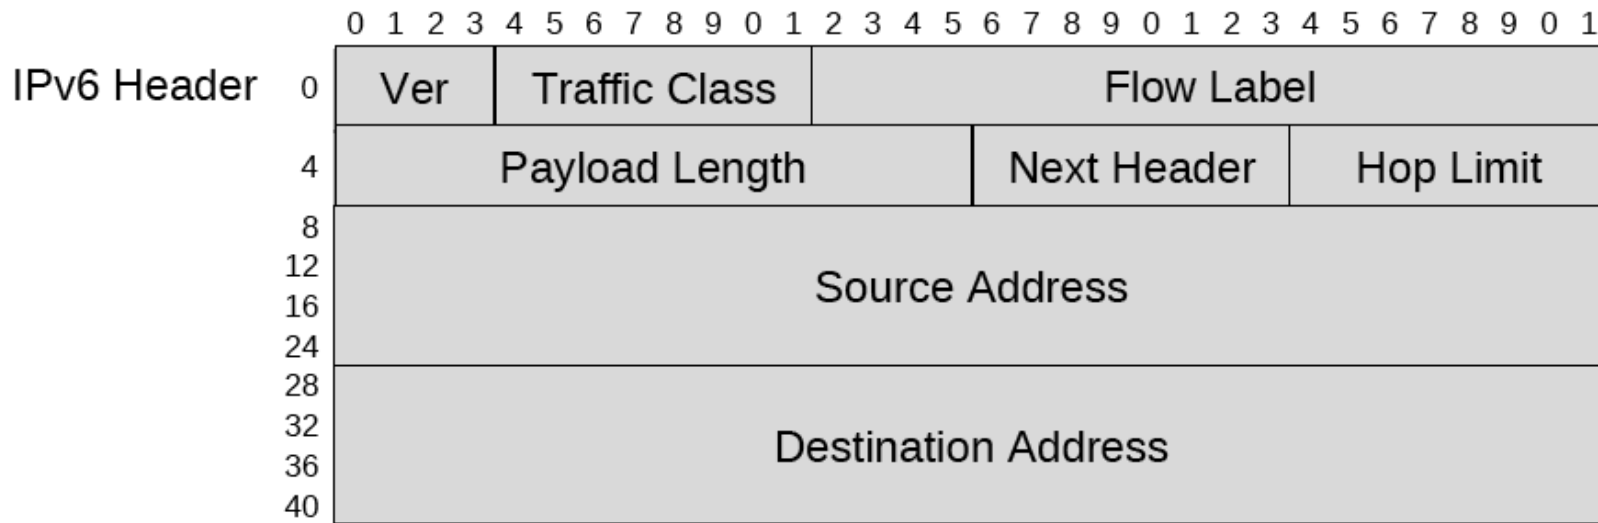 0 1 2 3 4 5 6 7 8 9 0 1 2 3 4 5 6 7 8 9 0 1 2 3 4 5 6 7 8 9 0 1
IPv6 Header 0 Ver Traffic Class Flow Label
4 Payload Length Next Header Hop Limit
8
12
Source Address
16
24
28
32
Destination Address
36
40